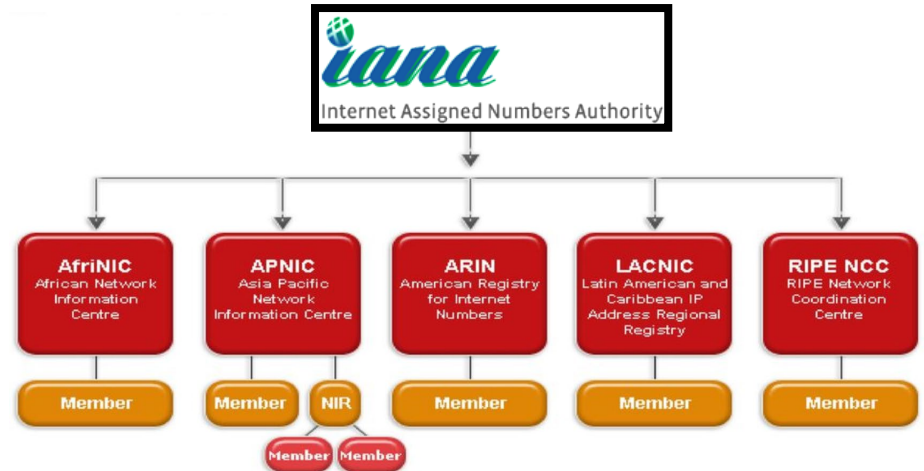 iana
Internet Assigned Numbers Authority
AfriNIC
African Network
Information
Centre
APNIC
Asia Pacific
Network
Information Centre
ARIN
American Registry
for Internet
Numbers
LACNIC
Latin American and
Caribbean IP
Address Regional
Registry
RIPE NCC
RIPE Network
Coordination
Centre
Member
Member
NIR
Member
Member
Member
Member
Member